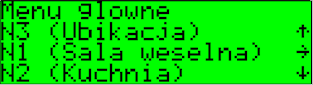 Menu glowne
N3 (Ubikacja) ↑
N1 (Sala weselna) →
N2 (Kuchnia) ↓